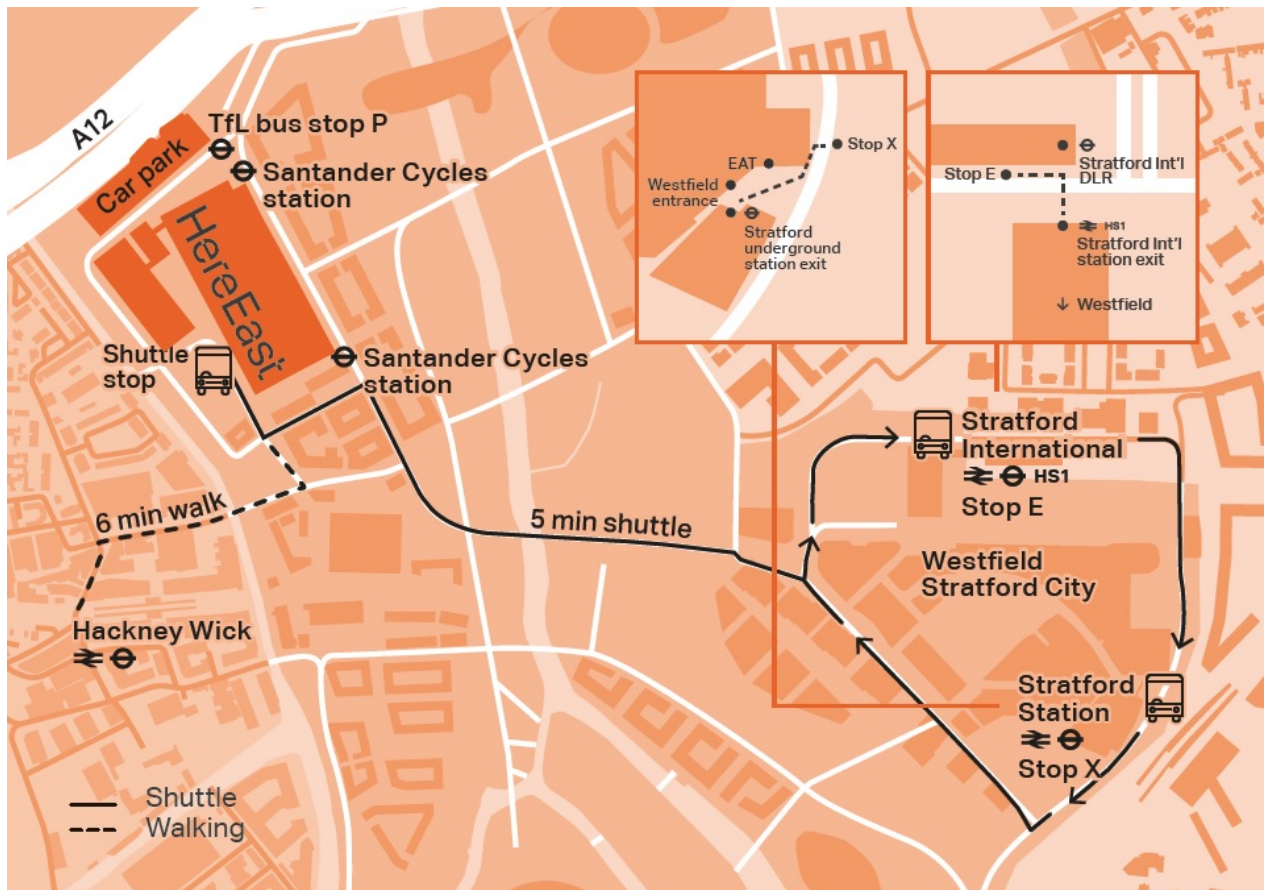 A12
Car park
TfL bus stop P
Santander Cycles
station
HereEast
Shuttle
stop
Santander Cycles
station
6 min walk
5 min shuttle
Hackney Wick
Shuttle
Walking
EAT
Stop X
Westfield
entrance
Stratford
underground
station exit
Stratford Int'l
DLR
Stop E
HS1
Stratford Int'l
station exit
Westfield
Stratford
International
HS1
Stop E
Westfield
Stratford City
Stratford
Station
Stop X